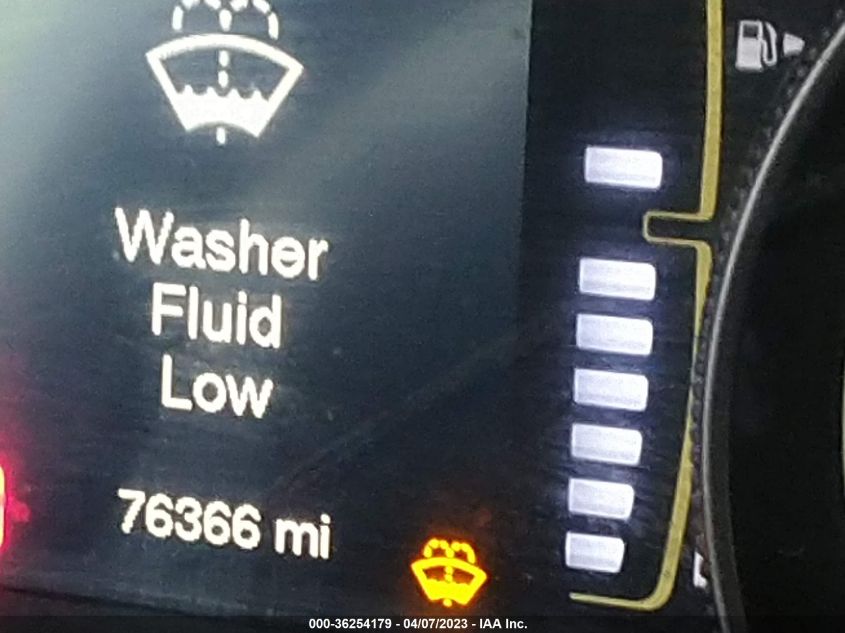 Washer
Fluid
Low
76366 mi
000-36254179 - 04/07/2023 - IAA Inc.